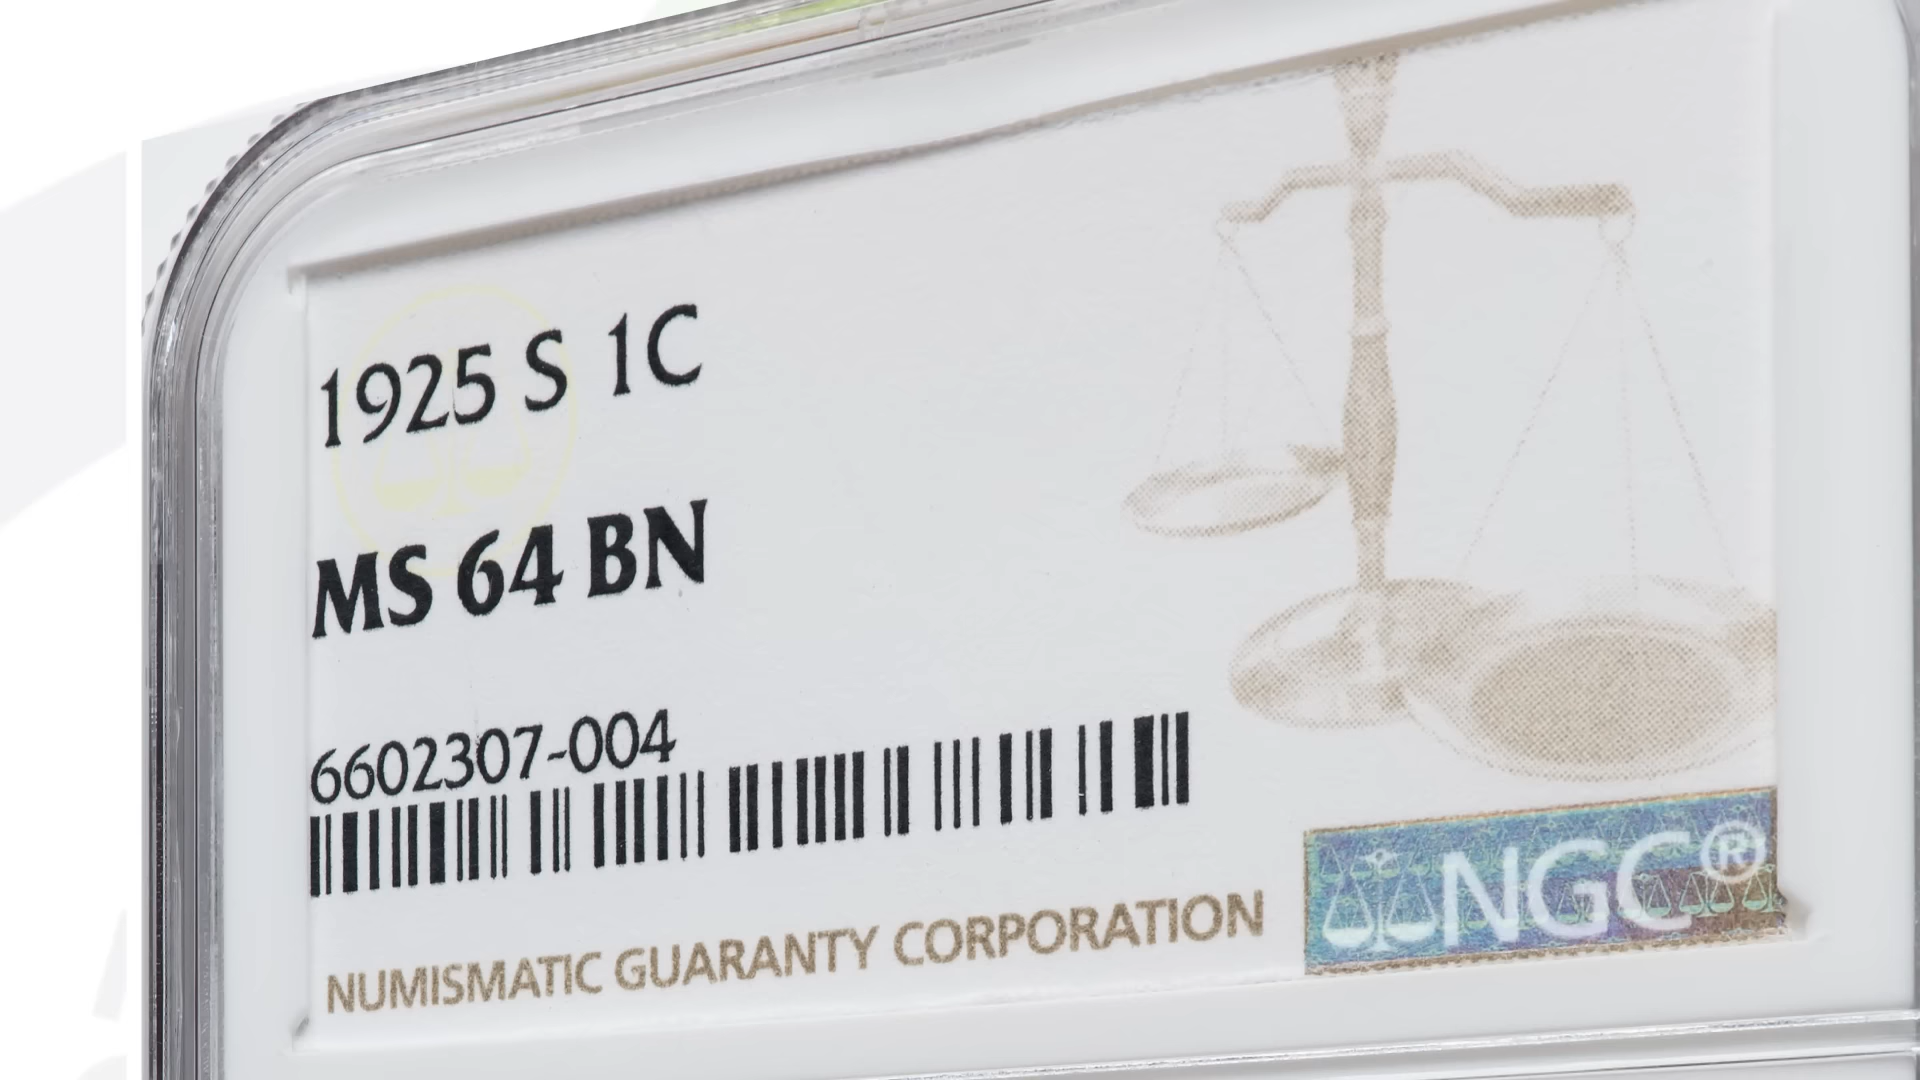 1925 S 1C
MS 64 BN
6602307-004
NUMISMATIC GUARANTY CORPORATION
NGC®